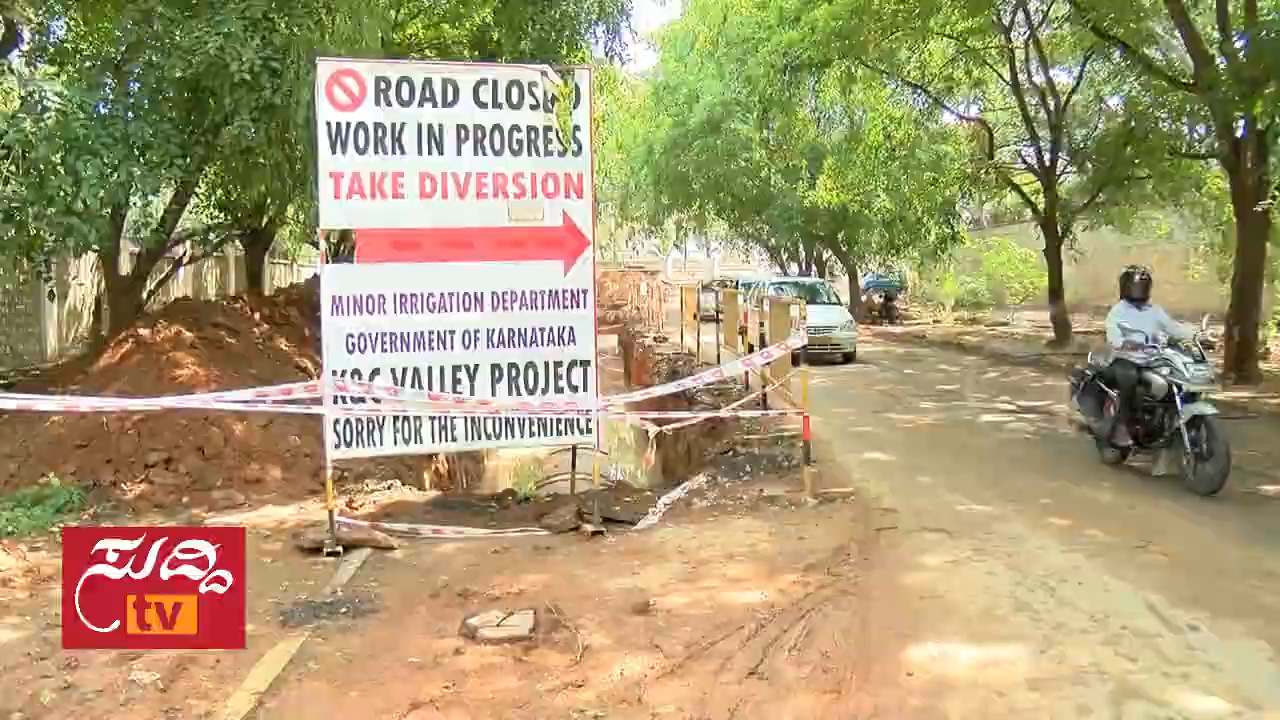 ROAD CLOSED
WORK IN PROGRESS
TAKE DIVERSION
MINOR IRRIGATION DEPARTMENT
GOVERNMENT OF KARNATAKA
K&C VALLEY PROJECT
SORRY FOR THE INCONVENIENCE
ಸುದ್ದಿ
tv